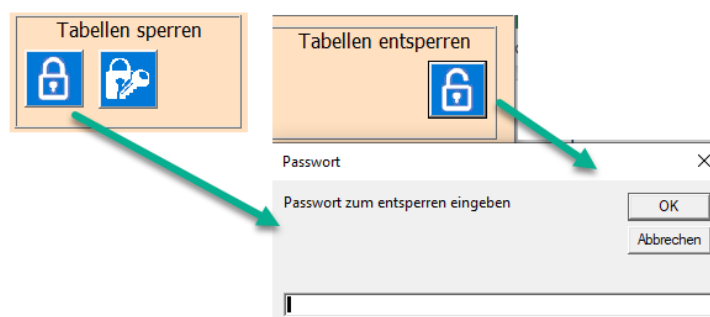 Tabellen sperren
Tabellen entsperren
Passwort
Passwort zum entsperren eingeben
OK
Abbrechen